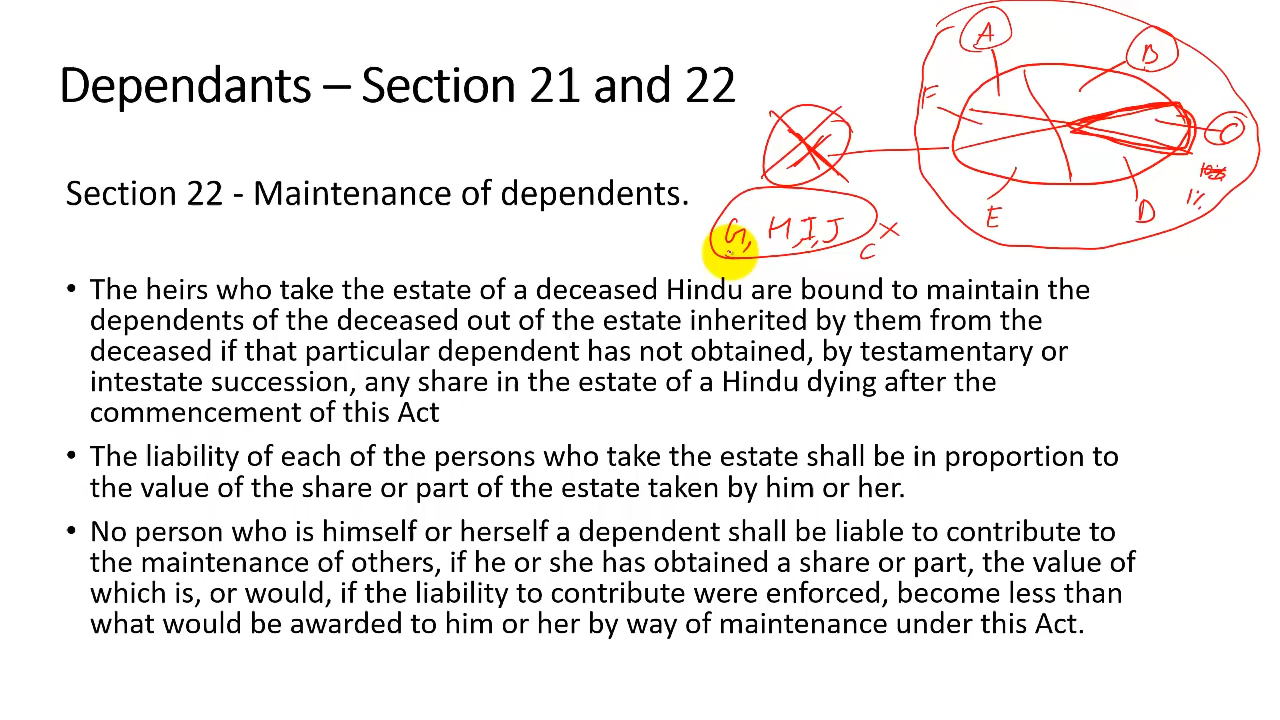 Dependants – Section 21 and 22
A
B
F
C
1%
E
D
Section 22 - Maintenance of dependents.
G, H, I, J
C
• The heirs who take the estate of a deceased Hindu are bound to maintain the
dependents of the deceased out of the estate inherited by them from the
deceased if that particular dependent has not obtained, by testamentary or
intestate succession, any share in the estate of a Hindu dying after the
commencement of this Act
• The liability of each of the persons who take the estate shall be in proportion to
the value of the share or part of the estate taken by him or her.
• No person who is himself or herself a dependent shall be liable to contribute to
the maintenance of others, if he or she has obtained a share or part, the value of
which is, or would, if the liability to contribute were enforced, become less than
what would be awarded to him or her by way of maintenance under this Act.